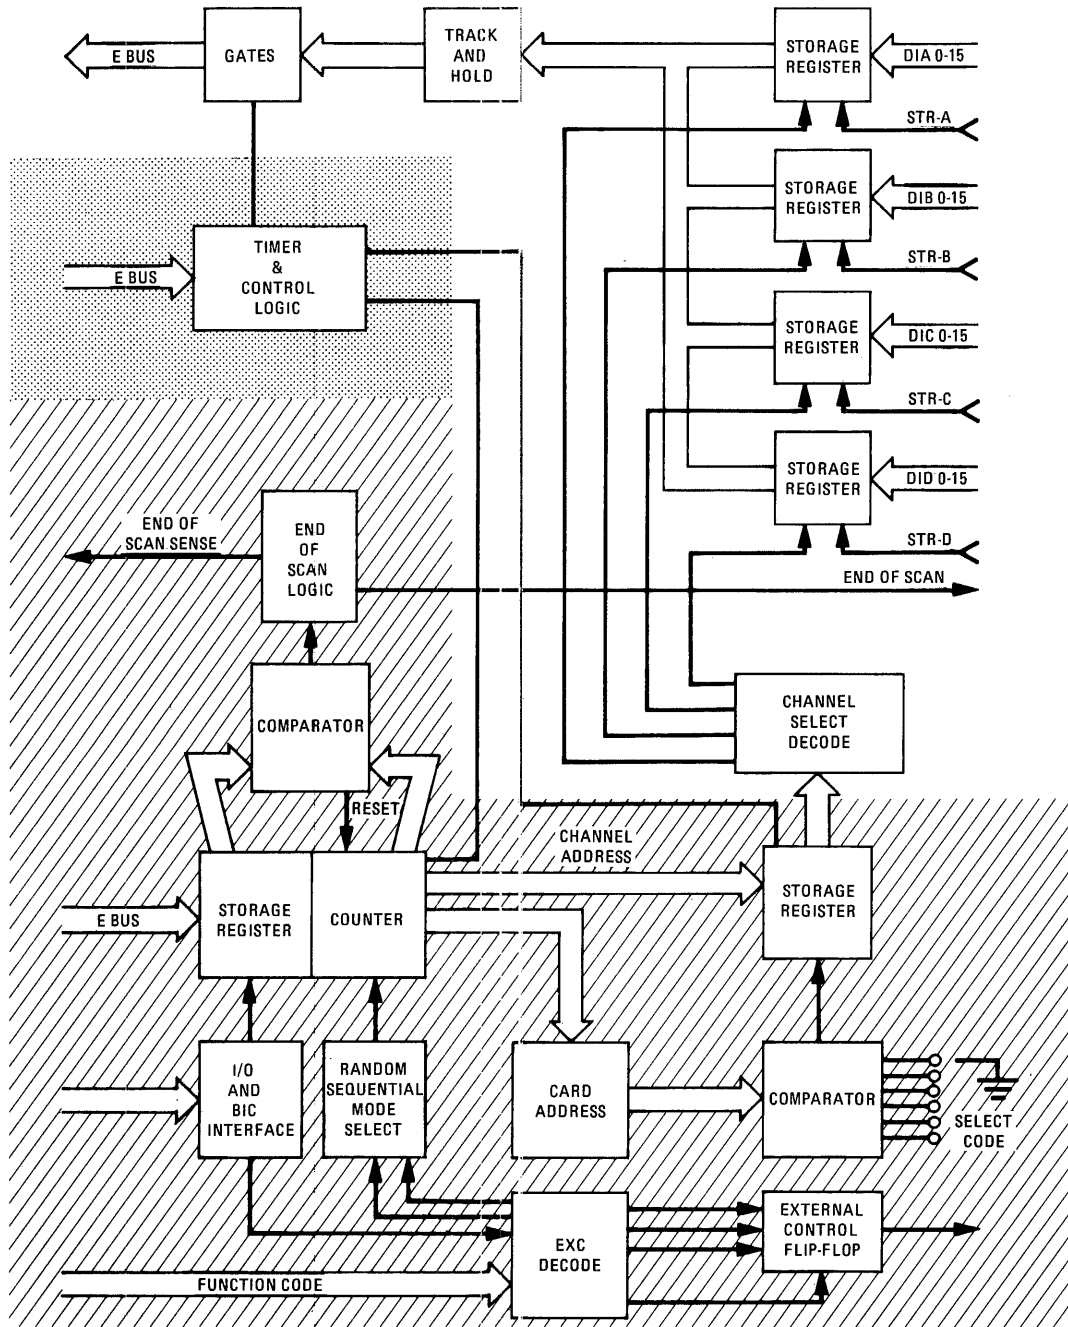 E BUS
GATES
TRACK
AND
HOLD
STORAGE
REGISTER
DIA 0-15
STR-A
STORAGE
REGISTER
DIB 0-15
STR-B
TIMER
&
CONTROL
LOGIC
E BUS
STORAGE
REGISTER
DIC 0-15
STR-C
STORAGE
REGISTER
DID 0-15
STR-D
END OF
SCAN SENSE
END
OF
SCAN
LOGIC
END OF SCAN
COMPARATOR
RESET
CHANNEL
SELECT
DECODE
CHANNEL
ADDRESS
E BUS
STORAGE
REGISTER
COUNTER
STORAGE
REGISTER
I/O
AND
BIC
INTERFACE
RANDOM
SEQUENTIAL
MODE
SELECT
CARD
ADDRESS
COMPARATOR
SELECT
CODE
EXC
DECODE
EXTERNAL
CONTROL
FLIP-FLOP
FUNCTION CODE